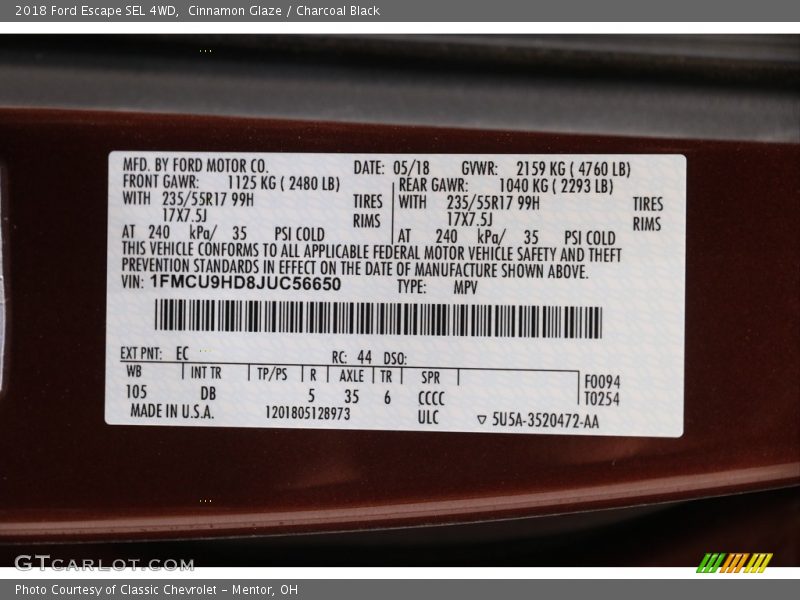 2018 Ford Escape SEL 4WD, Cinnamon Glaze / Charcoal Black
MFD. BY FORD MOTOR CO. DATE: 05/18 GVWR: 2159 KG ( 4760 LB)
FRONT GAWR: 1125 KG ( 2480 LB) REAR GAWR: 1040 KG ( 2293 LB)
WITH 235/55R17 99H TIRES WITH 235/55R17 99H TIRES
17X7.5J RIMS 17X7.5J RIMS
AT 240 kPa/ 35 PSI COLD AT 240 kPa/ 35 PSI COLD
THIS VEHICLE CONFORMS TO ALL APPLICABLE FEDERAL MOTOR VEHICLE SAFETY AND THEFT
PREVENTION STANDARDS IN EFFECT ON THE DATE OF MANUFACTURE SHOWN ABOVE.
VIN: 1FMCU9HD8JUC56650 TYPE: MPV
EXT PNT: EC RC: 44 DSO:
WB INT TR TP/PS R AXLE TR SPR F0094
105 DB 5 35 6 CCCC T0254
MADE IN U.S.A. 1201805128973 ULC ▽ 5U5A-3520472-AA
GTCARLOT.COM
Photo Courtesy of Classic Chevrolet - Mentor, OH